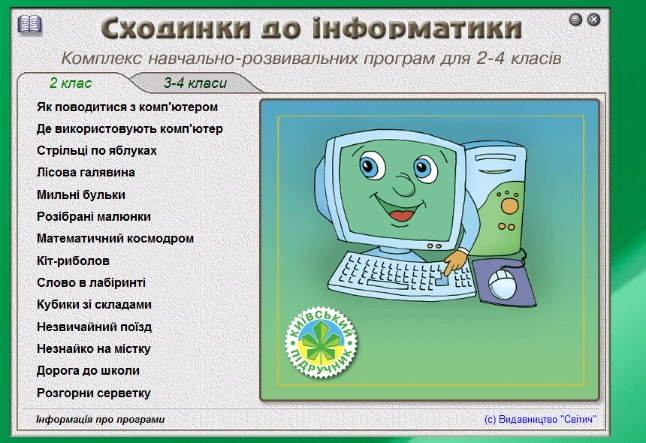 Сходинки до інформатики
Комплекс навчально-розвивальних програм для 2-4 класів
2 клас
3-4 класи
Як поводитися з комп'ютером
Де використовують комп'ютер
Стрільці по яблуках
Лісова галявина
Мильні бульки
Розібрані малюнки
Математичний космодром
Кіт-риболов
Слово в лабіринті
Кубики зі складами
Незвичайний поїзд
Незнайко на містку
Дорога до школи
Розгорни серветку
КИЇВСЬКИЙ
ПІДРУЧНИК
Інформація про програми
(с) Видавництво "Світич"